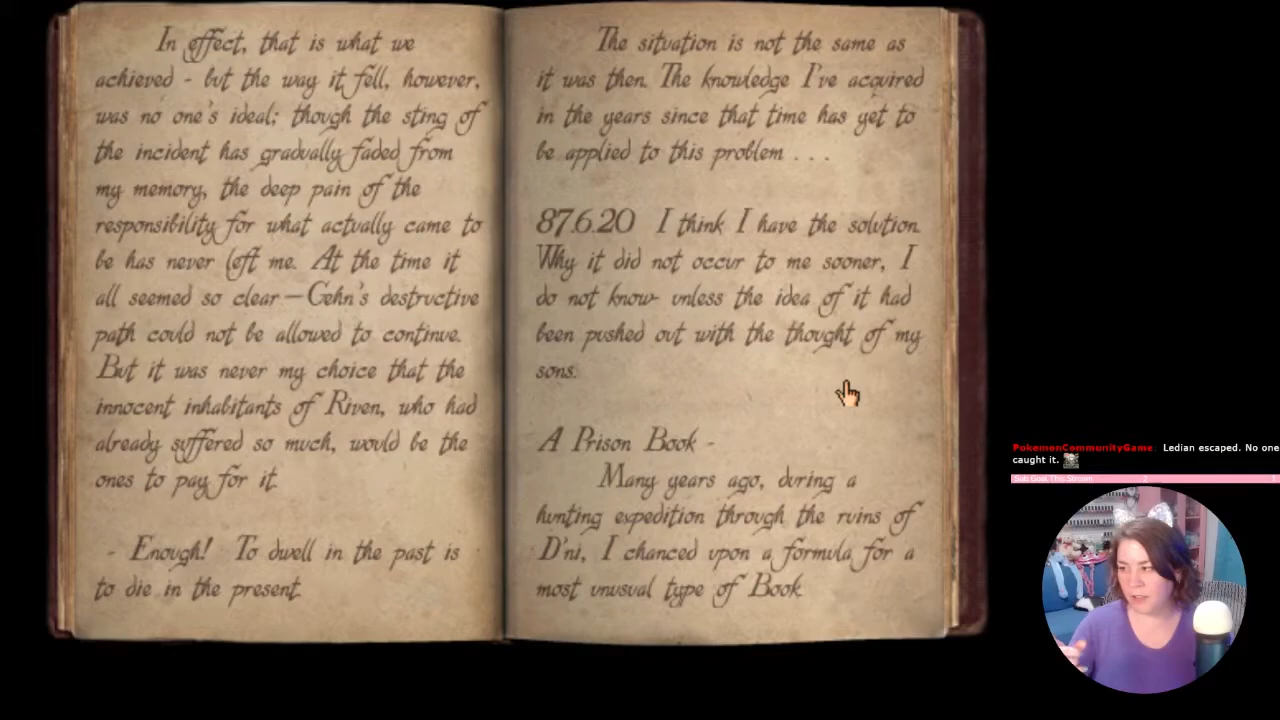 In effect, that is what we
achieved - but the way it fell, however,
was no one's ideal; though the sting of
the incident has gradually faded from
my memory, the deep pain of the
responsibility for what actually came to
be has never left me. At the time it
all seemed so clear—Gehn's destructive
path could not be allowed to continue.
But it was never my choice that the
innocent inhabitants of Riven, who had
already suffered so much, would be the
ones to pay for it.
- Enough! To dwell in the past is
to die in the present.
The situation is not the same as
it was then. The knowledge I've acquired
in the years since that time has yet to
be applied to this problem . . .
87.6.20 I think I have the solution.
Why it did not occur to me sooner, I
do not know- unless the idea of it had
been pushed out with the thought of my
sons.
A Prison Book -
Many years ago, during a
hunting expedition through the ruins of
D'ni, I chanced upon a formula for a
most unusual type of Book.
PokemonCommunityGame: Ledian escaped. No one
caught it.
Sub Goal This Stream 2